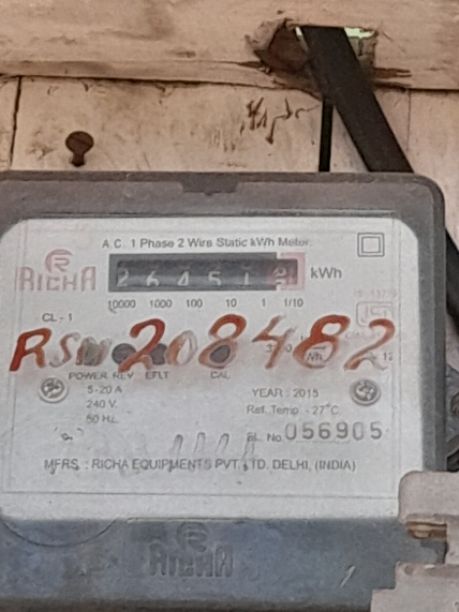 A.C. 1 Phase 2 Wire Static kWh Meter
RICHA
kWh
10000 1000 100 10 1 1/10
CL-1
RSN 208482
POWER REV EFLT CAL
5-20 A
240 V.
50 Hz.
YEAR : 2015
Ref. Temp. -27°C
SL. No. 056905
MFRS. : RICHA EQUIPMENTS PVT. LTD. DELHI, (INDIA)
RICHA